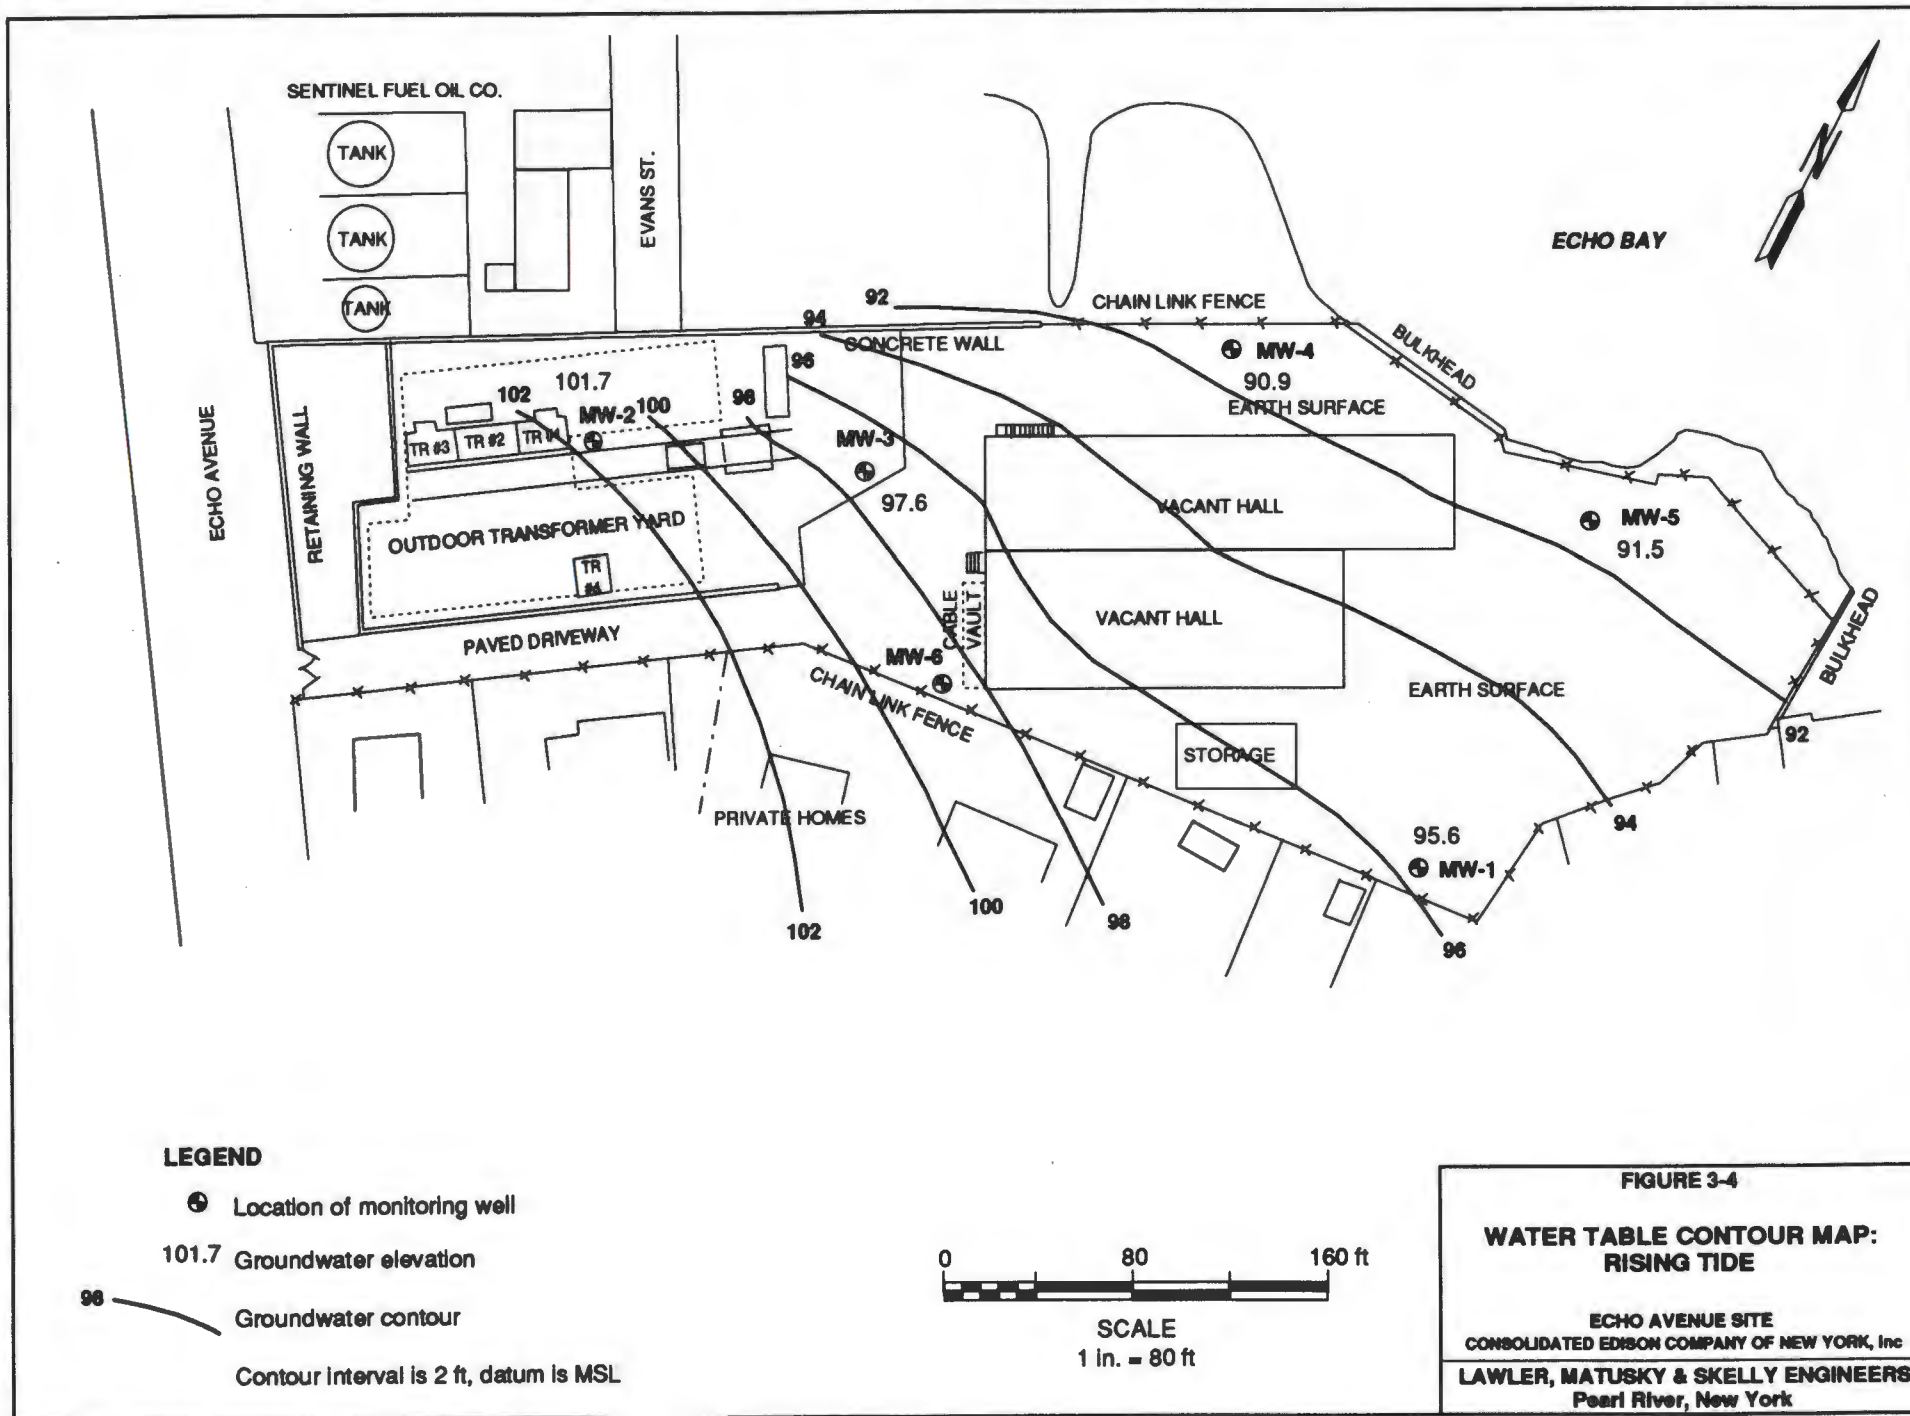 SENTINEL FUEL OIL CO.
TANK
TANK
TANK
EVANS ST.
ECHO BAY
N
92
CHAIN LINK FENCE
94
CONCRETE WALL
BULKHEAD
MW-4
90.9
EARTH SURFACE
96
101.7
102
MW-2
100
98
MW-3
97.6
TR #3
TR #2
TR #1
ECHO AVENUE
RETAINING WALL
OUTDOOR TRANSFORMER YARD
TR
#4
VACANT HALL
MW-5
91.5
CABLE
VAULT
VACANT HALL
BULKHEAD
PAVED DRIVEWAY
MW-6
CHAIN LINK FENCE
EARTH SURFACE
92
STORAGE
PRIVATE HOMES
94
95.6
MW-1
102
100
98
96
LEGEND
Location of monitoring well
101.7 Groundwater elevation
98
Groundwater contour
Contour interval is 2 ft, datum is MSL
0 80 160 ft
SCALE
1 in. = 80 ft
FIGURE 3-4
WATER TABLE CONTOUR MAP:
RISING TIDE
ECHO AVENUE SITE
CONSOLIDATED EDISON COMPANY OF NEW YORK, Inc
LAWLER, MATUSKY & SKELLY ENGINEERS
Pearl River, New York